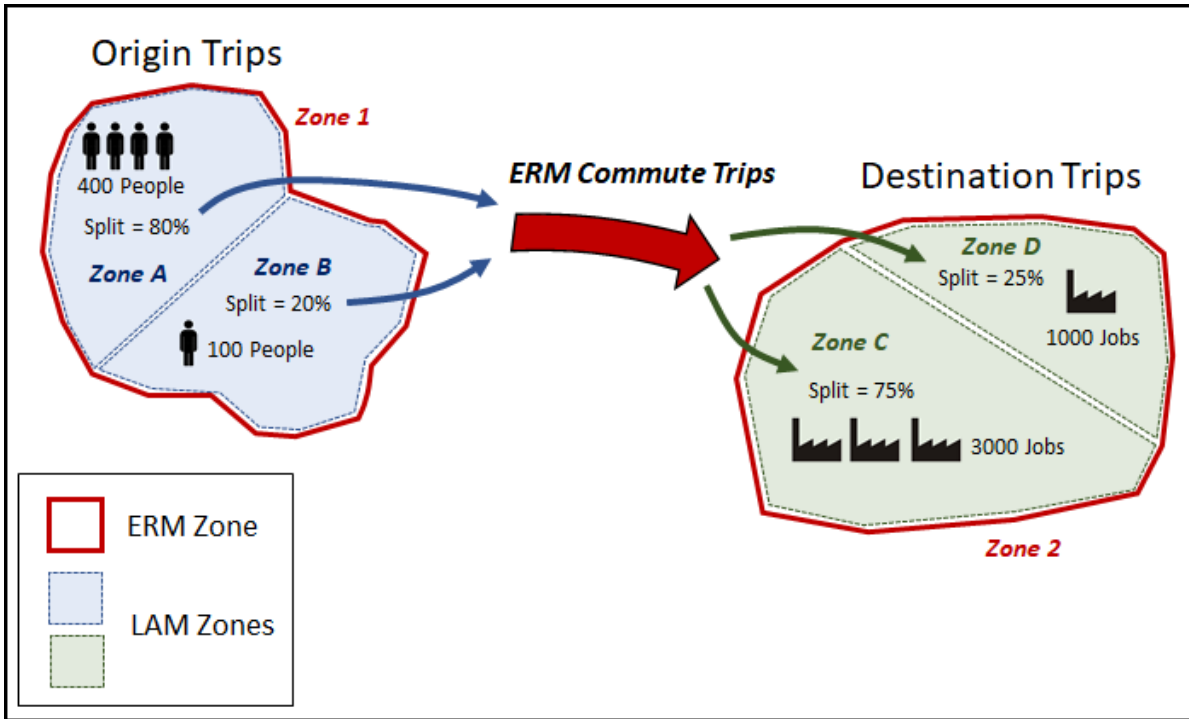 Origin Trips
Zone 1
400 People
Split = 80%
Zone A
Zone B
Split = 20%
100 People
ERM Commute Trips
Destination Trips
Zone D
Split = 25%
1000 Jobs
Zone C
Split = 75%
3000 Jobs
Zone 2
ERM Zone
LAM Zones